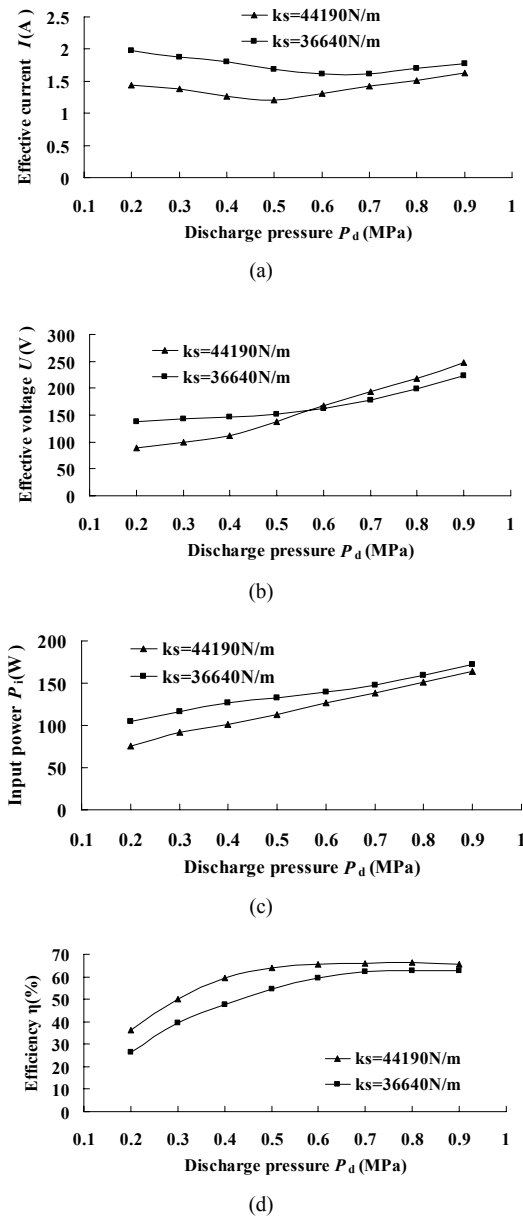 ks=44190N/m
ks=36640N/m
Effective current I(A)
2.5
2
1.5
1
0.5
0
0.1 0.2 0.3 0.4 0.5 0.6 0.7 0.8 0.9 1
Discharge pressure Pd (MPa)
(a)
ks=44190N/m
ks=36640N/m
Effective voltage U(V)
300
250
200
150
100
50
0
0.1 0.2 0.3 0.4 0.5 0.6 0.7 0.8 0.9 1
Discharge pressure Pd (MPa)
(b)
ks=44190N/m
ks=36640N/m
Input power Pi(W)
200
150
100
50
0
0.1 0.2 0.3 0.4 0.5 0.6 0.7 0.8 0.9 1
Discharge pressure Pd (MPa)
(c)
Efficiency η(%)
70
60
50
40
30
20
10
0
ks=44190N/m
ks=36640N/m
0.1 0.2 0.3 0.4 0.5 0.6 0.7 0.8 0.9 1
Discharge pressure Pd (MPa)
(d)